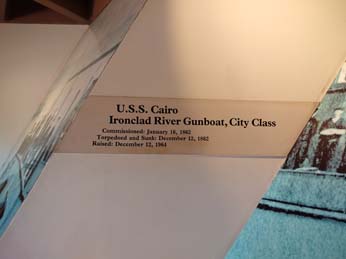 U.S.S. Cairo
Ironclad River Gunboat, City Class
Commissioned: January 16, 1862
Torpedoed and Sunk: December 12, 1862
Raised: December 12, 1964